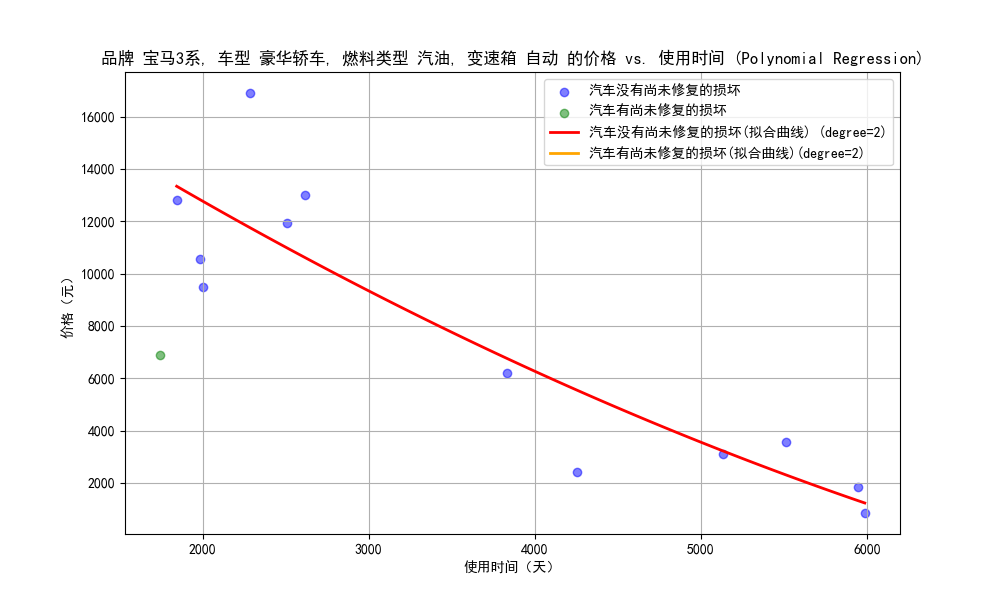 品牌 宝马3系, 车型 豪华轿车, 燃料类型 汽油, 变速箱 自动 的价格 vs. 使用时间 (Polynomial Regression)
汽车没有尚未修复的损坏
汽车有尚未修复的损坏
汽车没有尚未修复的损坏(拟合曲线) (degree=2)
汽车有尚未修复的损坏(拟合曲线)(degree=2)
价格（元）
16000
14000
12000
10000
8000
6000
4000
2000
2000
3000
4000
5000
6000
使用时间（天）